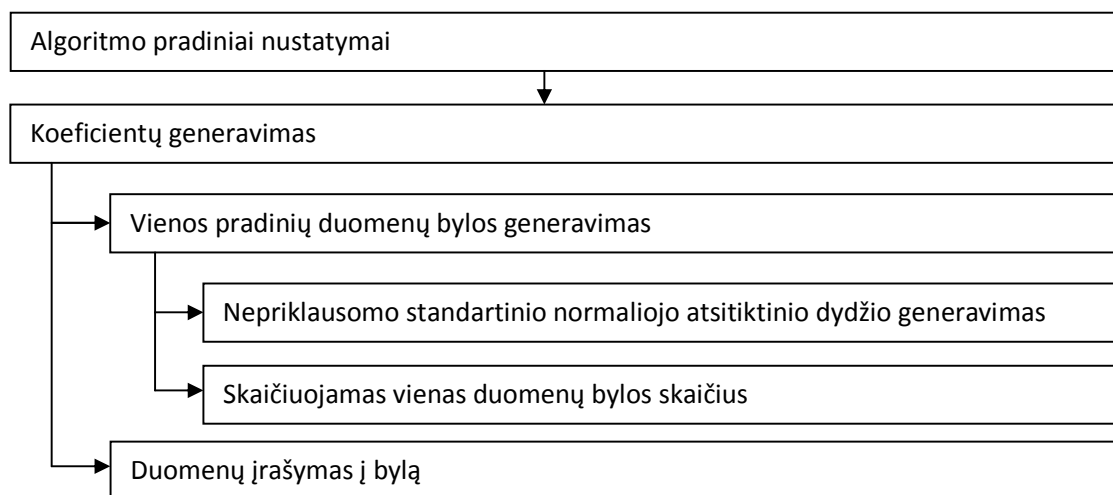 Algoritmo pradiniai nustatymai
Koeficientų generavimas
Vienos pradinių duomenų bylos generavimas
Nepriklausomo standartinio normaliojo atsitiktinio dydžio generavimas
Skaičiuojamas vienas duomenų bylos skaičius
Duomenų įrašymas į bylą